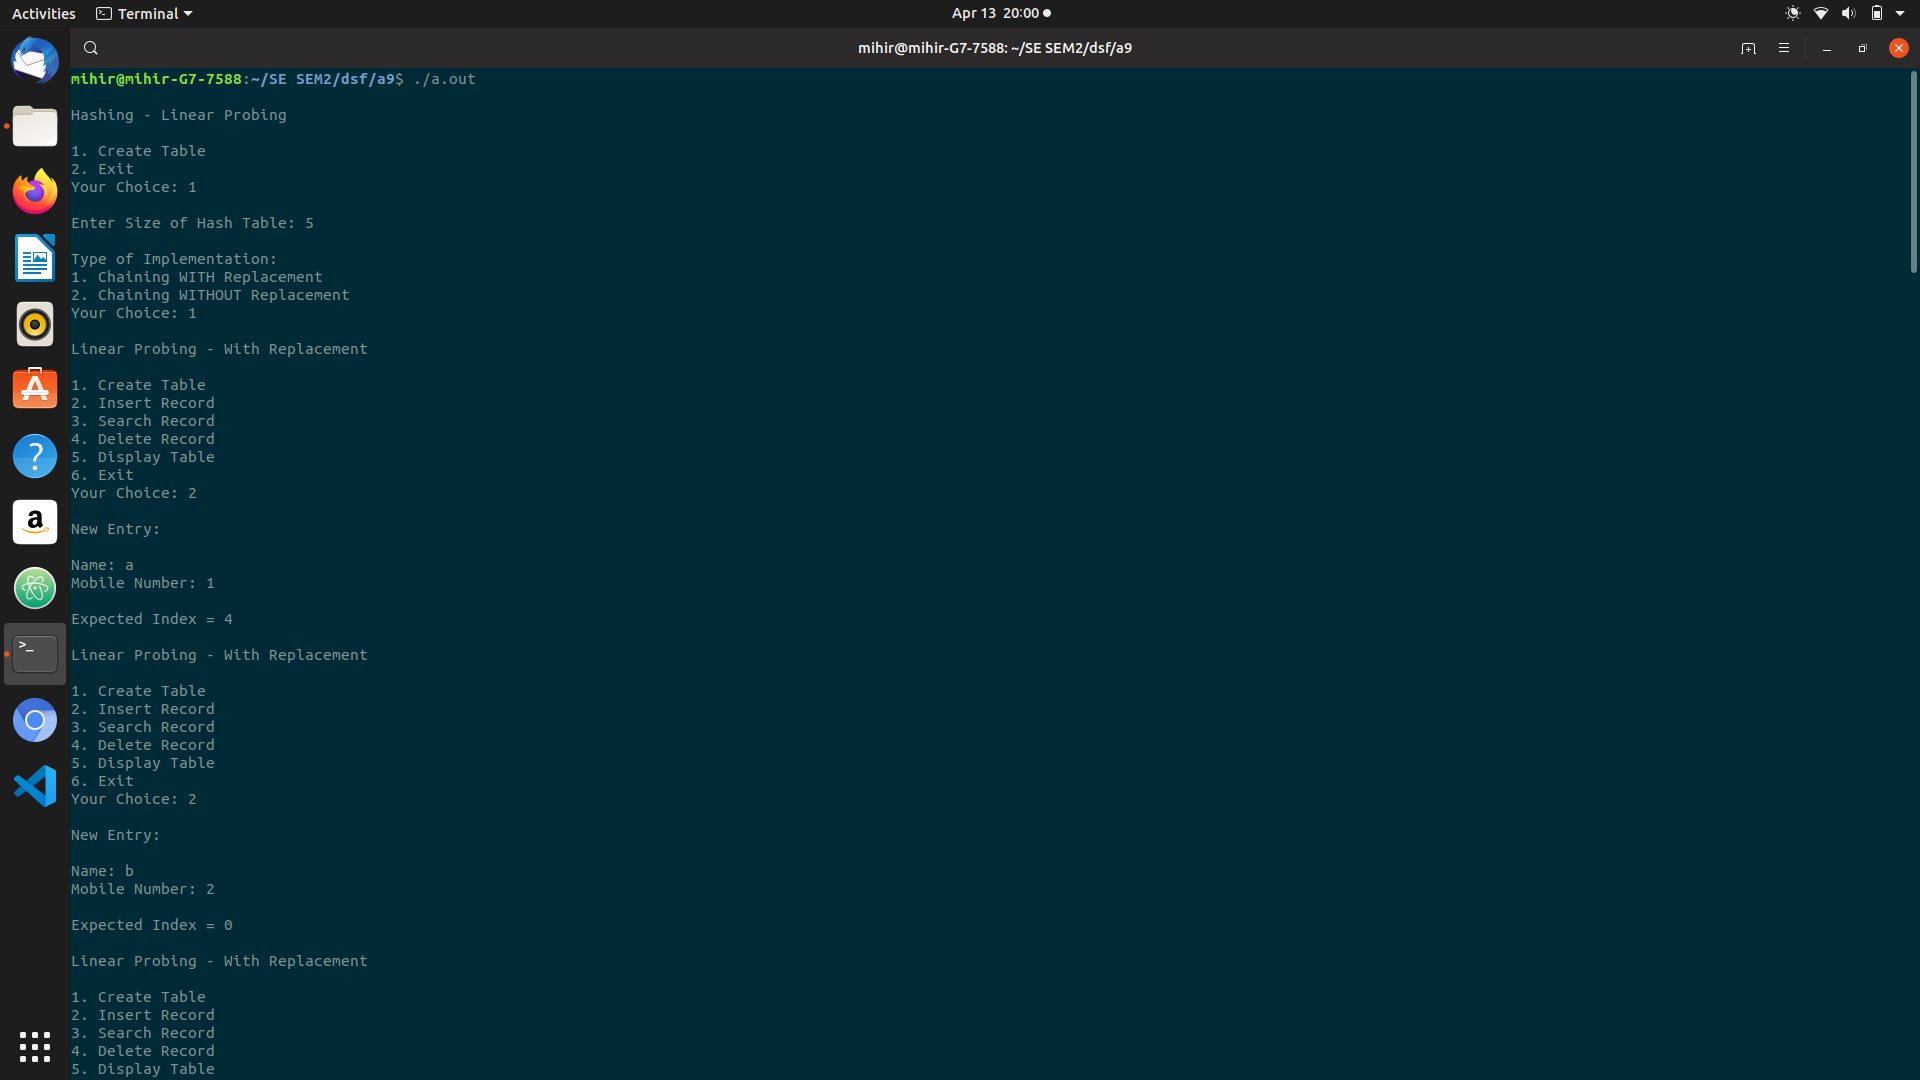 Activities
Terminal
Apr 13 20:00
mihir@mihir-G7-7588: ~/SE SEM2/dsf/a9
mihir@mihir-G7-7588:~/SE SEM2/dsf/a9$ ./a.out
Hashing - Linear Probing
1. Create Table
2. Exit
Your Choice: 1
Enter Size of Hash Table: 5
Type of Implementation:
1. Chaining WITH Replacement
2. Chaining WITHOUT Replacement
Your Choice: 1
Linear Probing - With Replacement
1. Create Table
2. Insert Record
3. Search Record
4. Delete Record
5. Display Table
6. Exit
Your Choice: 2
New Entry:
Name: a
Mobile Number: 1
Expected Index = 4
Linear Probing - With Replacement
1. Create Table
2. Insert Record
3. Search Record
4. Delete Record
5. Display Table
6. Exit
Your Choice: 2
New Entry:
Name: b
Mobile Number: 2
Expected Index = 0
Linear Probing - With Replacement
1. Create Table
2. Insert Record
3. Search Record
4. Delete Record
5. Display Table